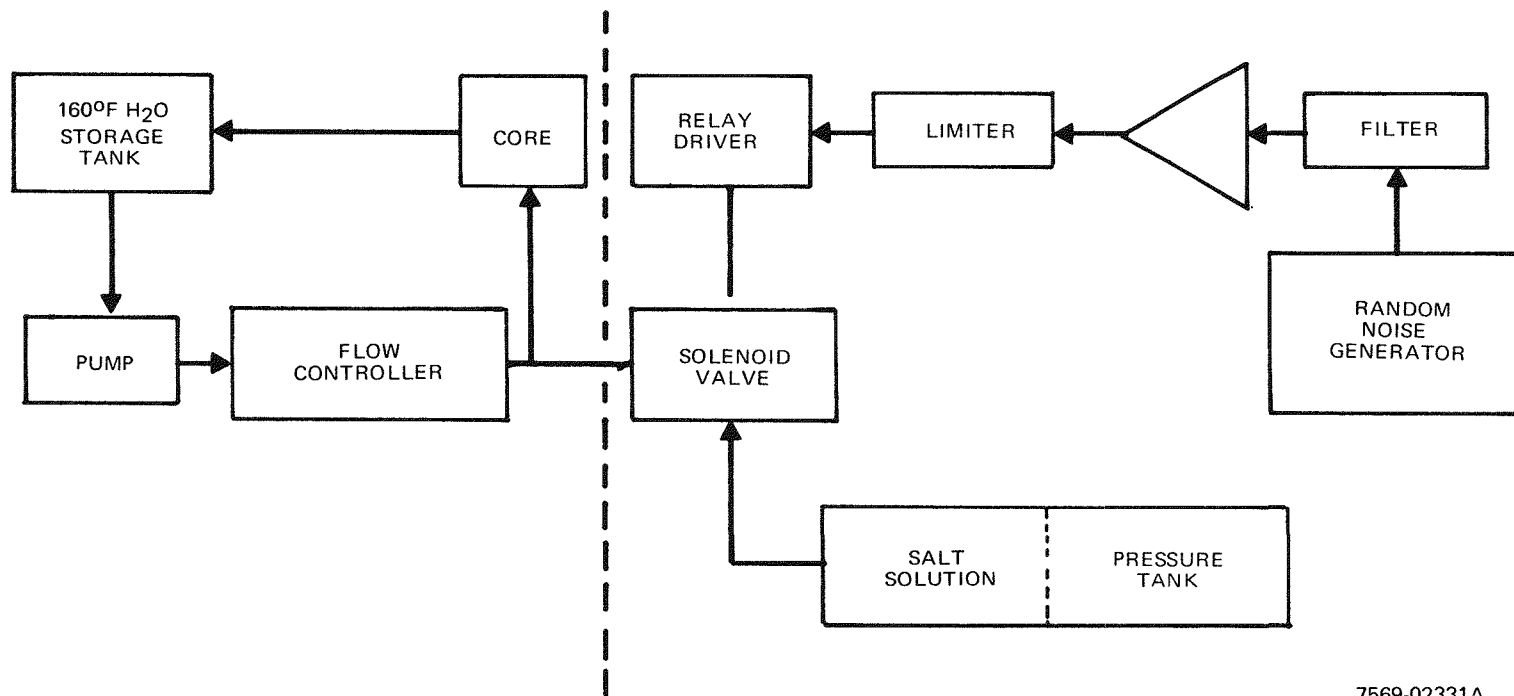 160ºF H2O
STORAGE
TANK
CORE
RELAY
DRIVER
LIMITER
FILTER
PUMP
FLOW
CONTROLLER
SOLENOID
VALVE
RANDOM
NOISE
GENERATOR
SALT
SOLUTION
PRESSURE
TANK
7569-02331A